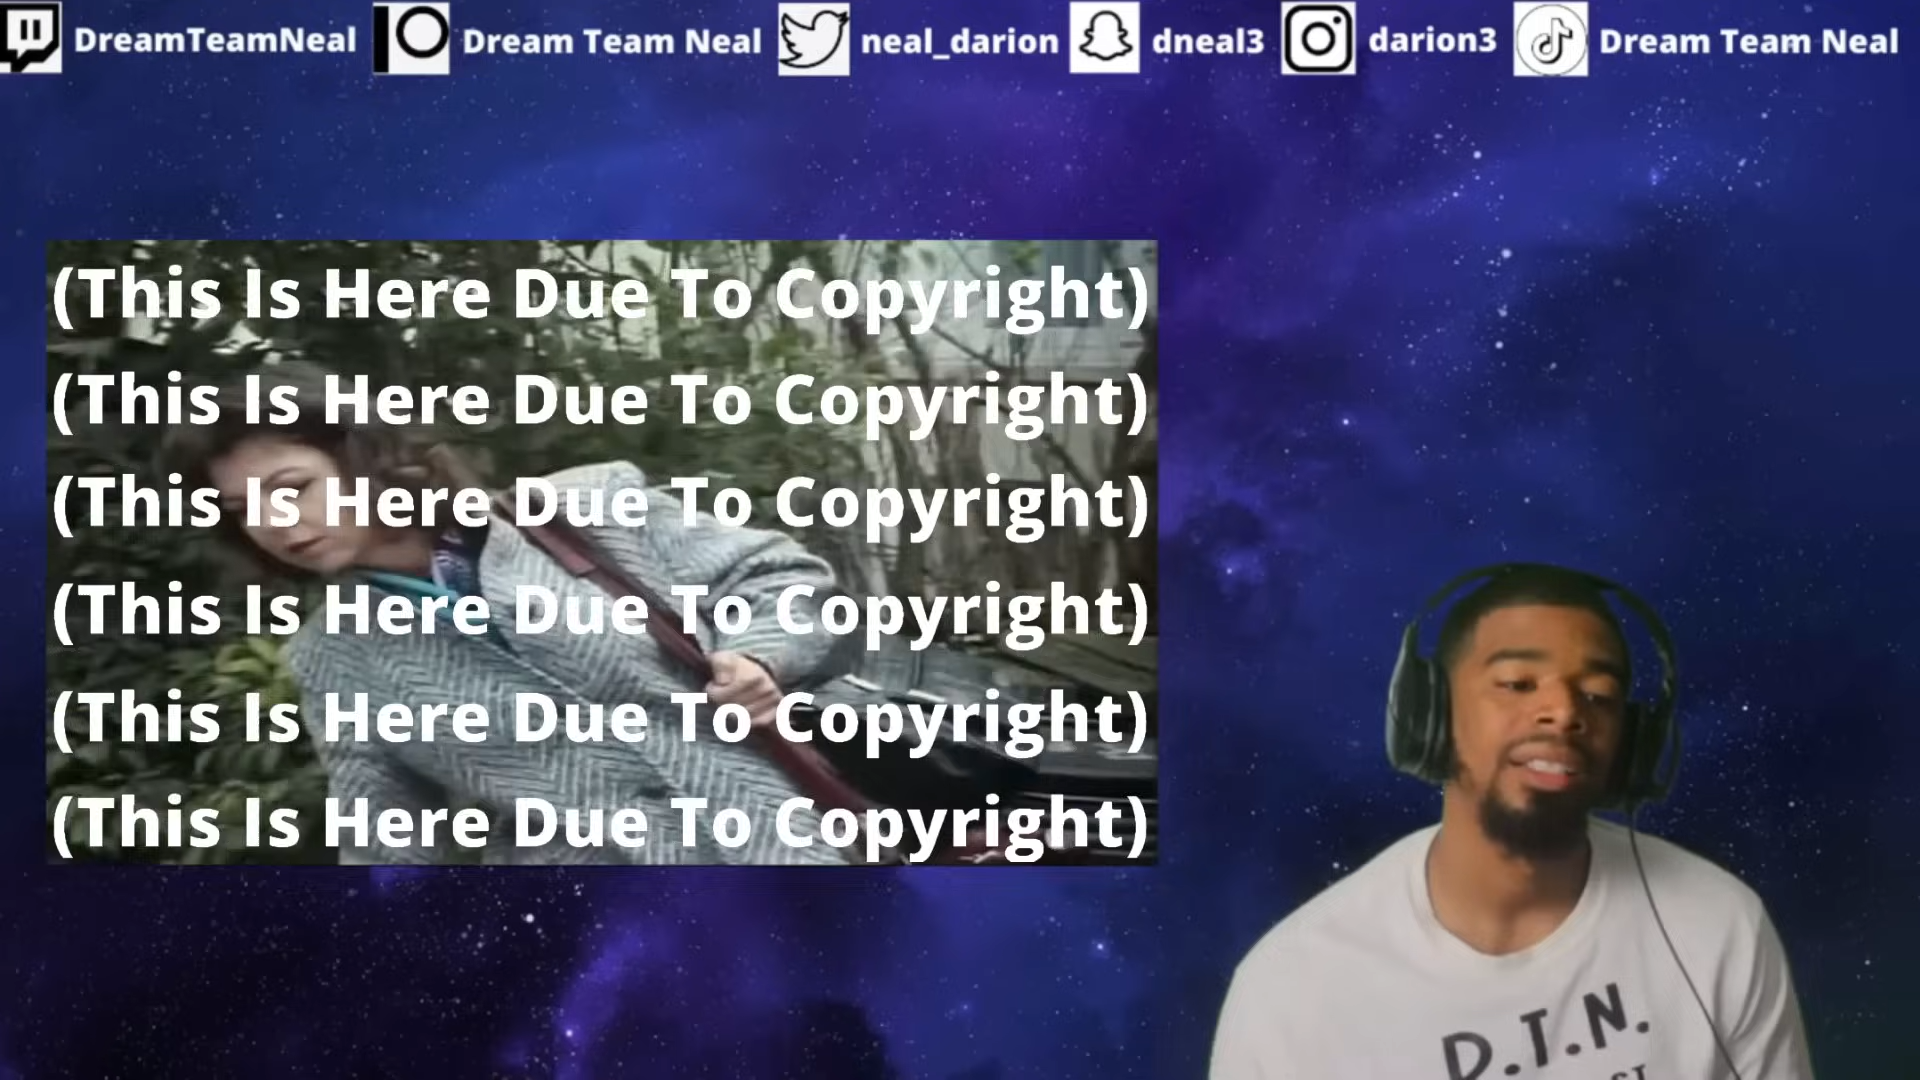 DreamTeamNeal Dream Team Neal neal_darion dneal3 darion3 Dream Team Neal
(This Is Here Due To Copyright)
(This Is Here Due To Copyright)
(This Is Here Due To Copyright)
(This Is Here Due To Copyright)
(This Is Here Due To Copyright)
(This Is Here Due To Copyright)
D.T.N.